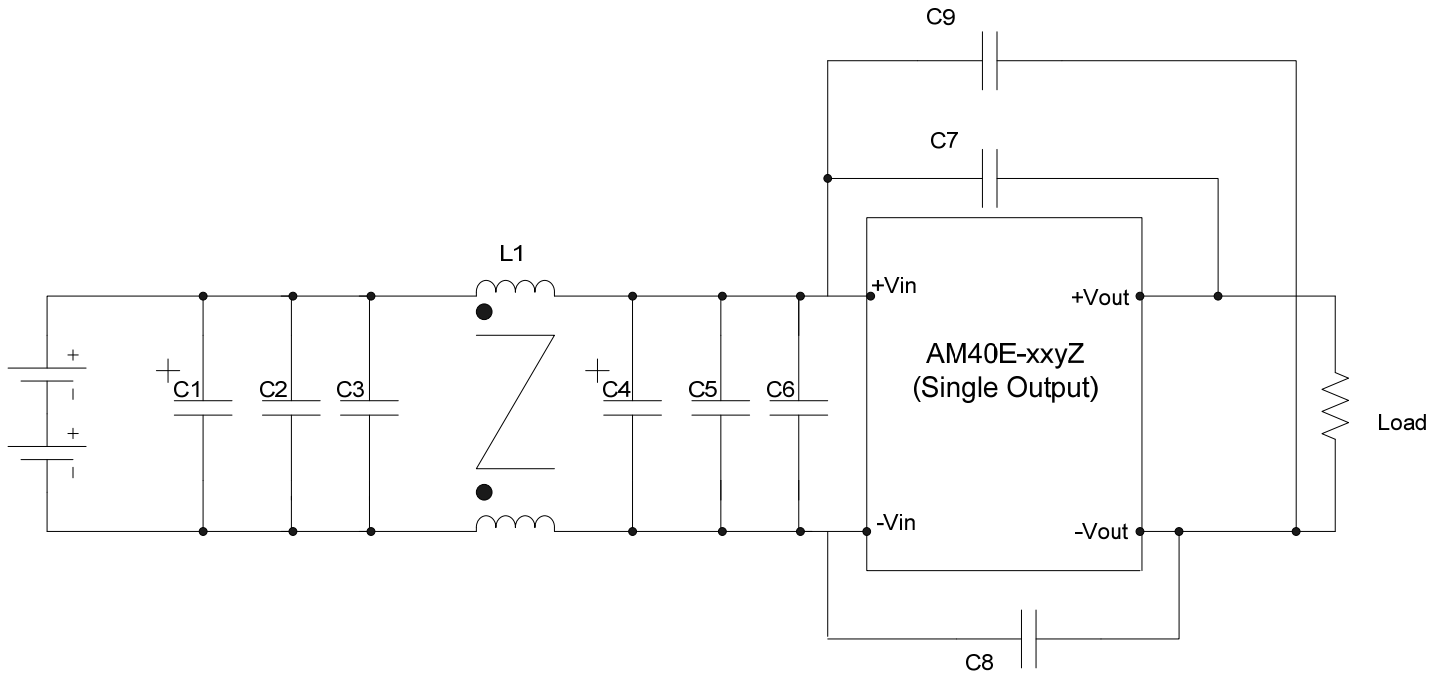 C9
C7
L1
+Vin
+Vout
AM40E-xxyZ
(Single Output)
+
+
+
C1
C2
C3
C4
C5
C6
-
Load
+
-
-Vin
-Vout
C8